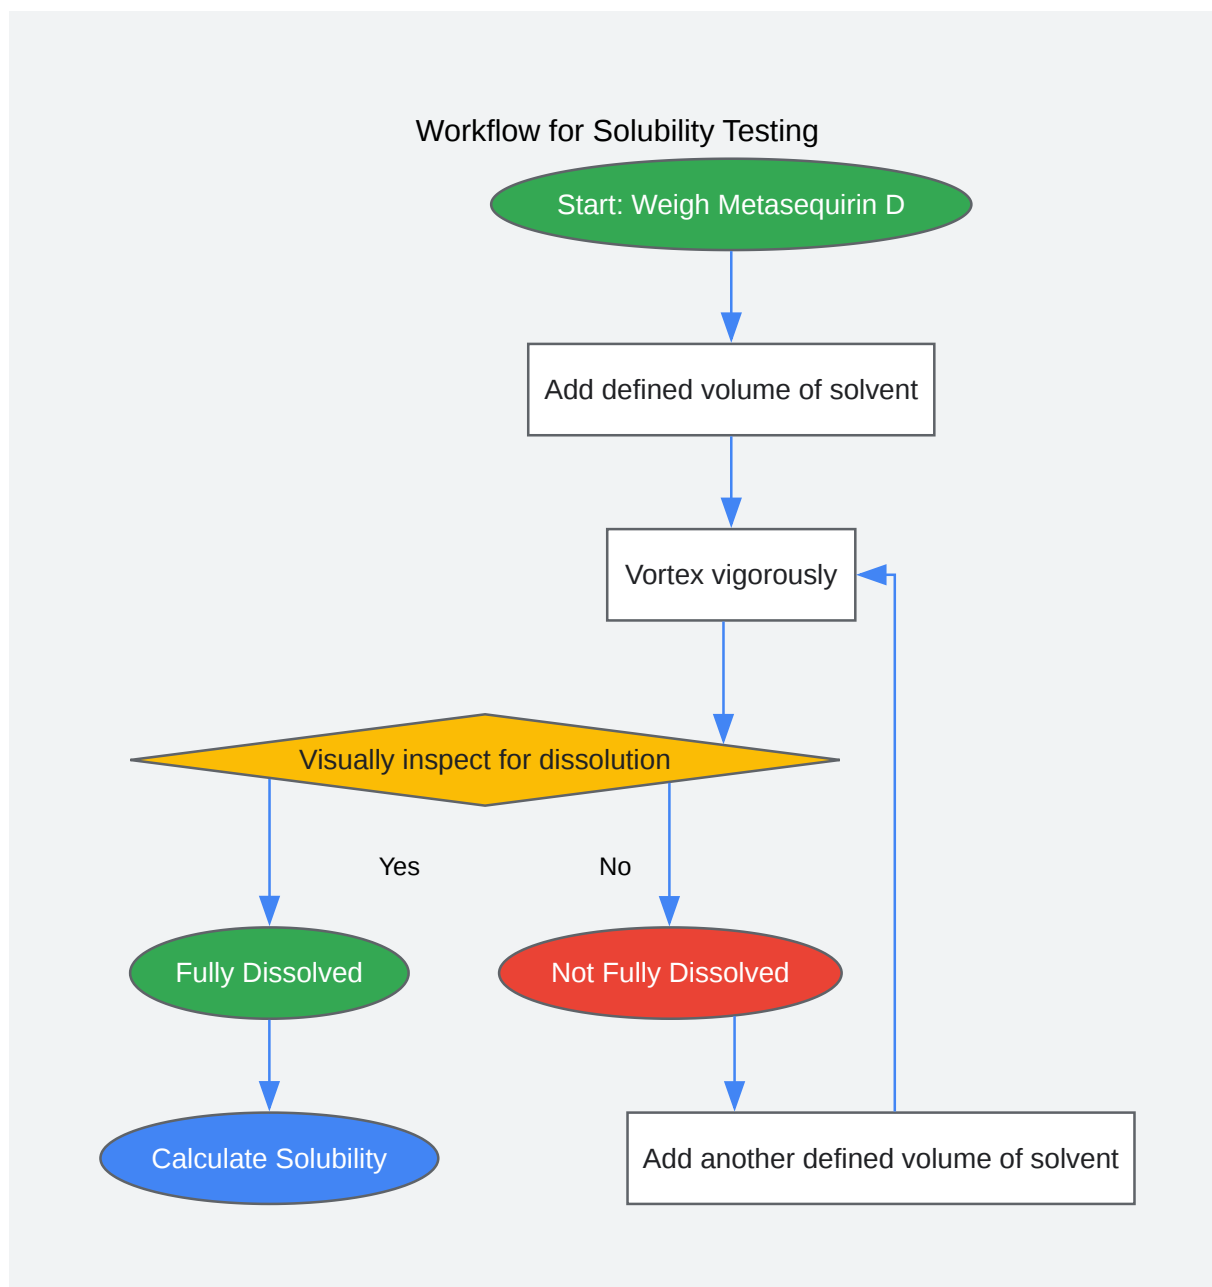 Workflow for Solubility Testing
Start: Weigh Metasequirin D
Add defined volume of solvent
Vortex vigorously
Visually inspect for dissolution
Yes
No
Fully Dissolved
Not Fully Dissolved
Calculate Solubility
Add another defined volume of solvent